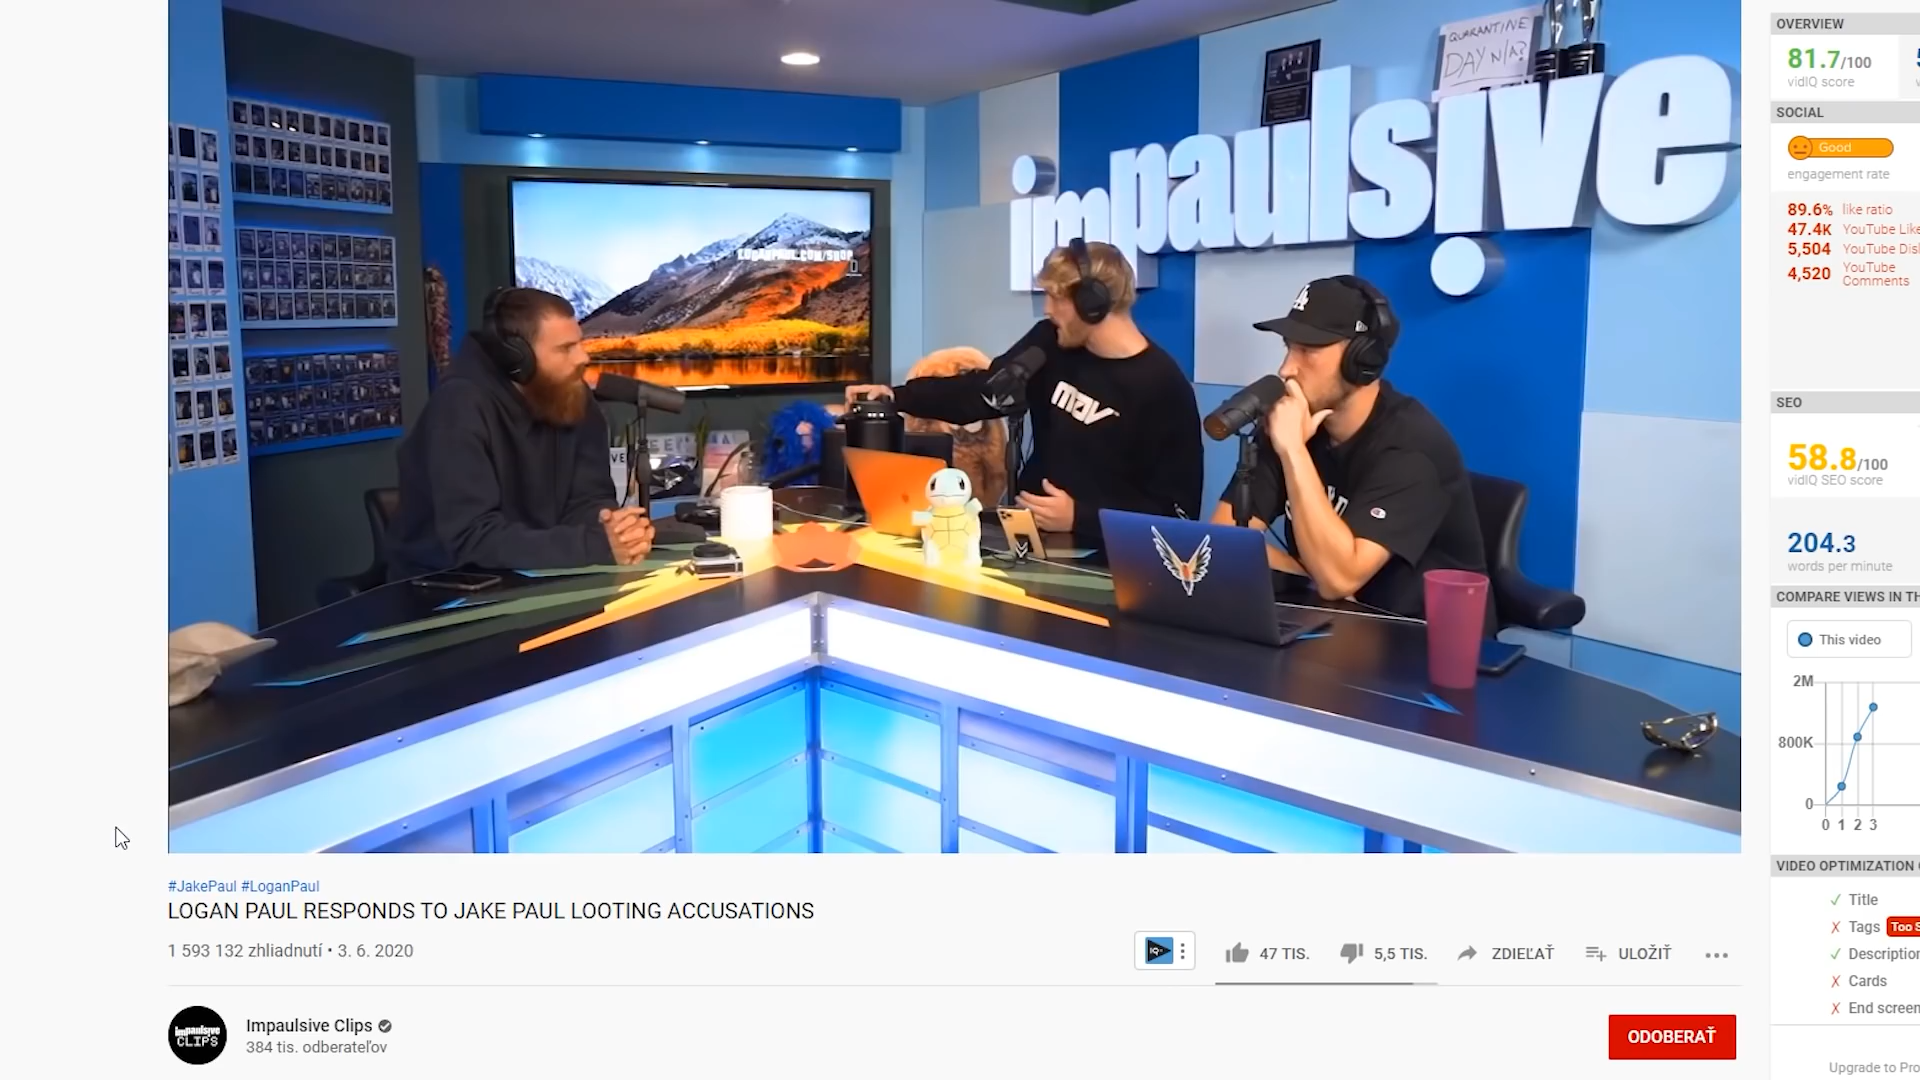 QUARANTINE
DAY N/A?
impaulsive
LOGANPAUL.COM/SHOP
mav
#JakePaul #LoganPaul
LOGAN PAUL RESPONDS TO JAKE PAUL LOOTING ACCUSATIONS
1 593 132 zhliadnutí • 3. 6. 2020
47 TIS.
5,5 TIS.
ZDIEĽAŤ
ULOŽIŤ
impaulsive
CLIPS
Impaulsive Clips
384 tis. odberateľov
ODOBERAŤ
OVERVIEW
81.7/100
vidIQ score
SOCIAL
Good
engagement rate
89.6% like ratio
47.4K YouTube Like
5,504 YouTube Disl
4,520 YouTube Comments
SEO
58.8/100
vidIQ SEO score
204.3
words per minute
COMPARE VIEWS IN TH
This video
2M
800K
0
0 1 2 3
VIDEO OPTIMIZATION
Title
Tags Too S
Description
Cards
End screen
Upgrade to Pro